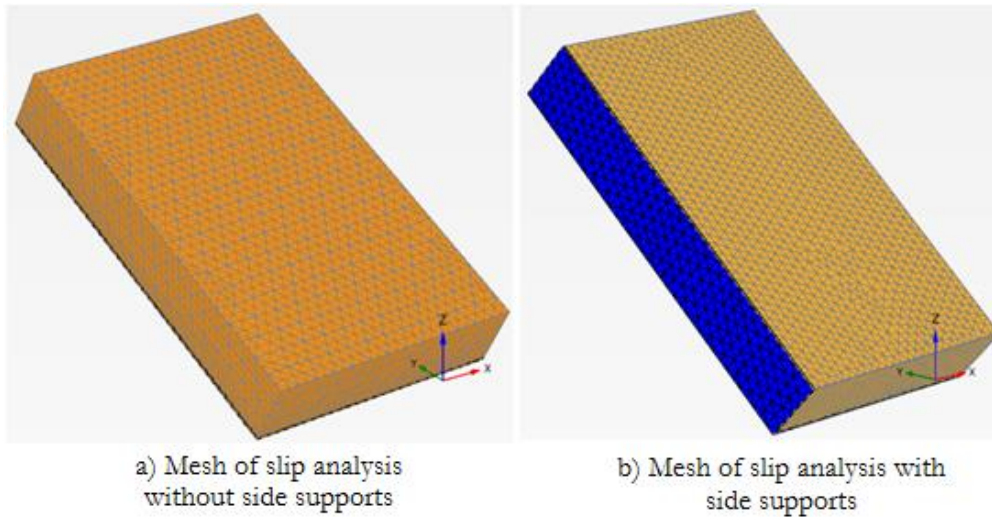 Z
Y
X
Z
Y
X
a) Mesh of slip analysis
without side supports
b) Mesh of slip analysis with
side supports